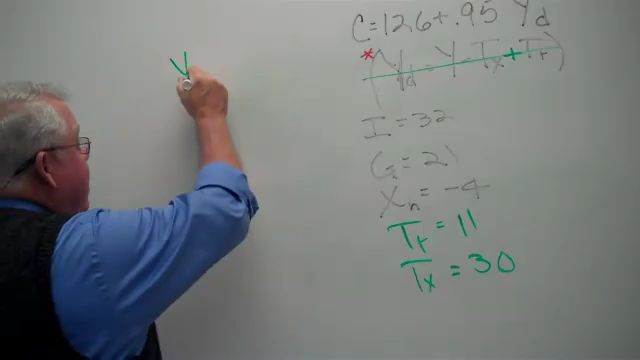 C = 126 + .95 Yd
* (Yd = Y - Tx + Tr)
I = 32
G = 21
Xn = -4
Tr = 11
Tx = 30
Y